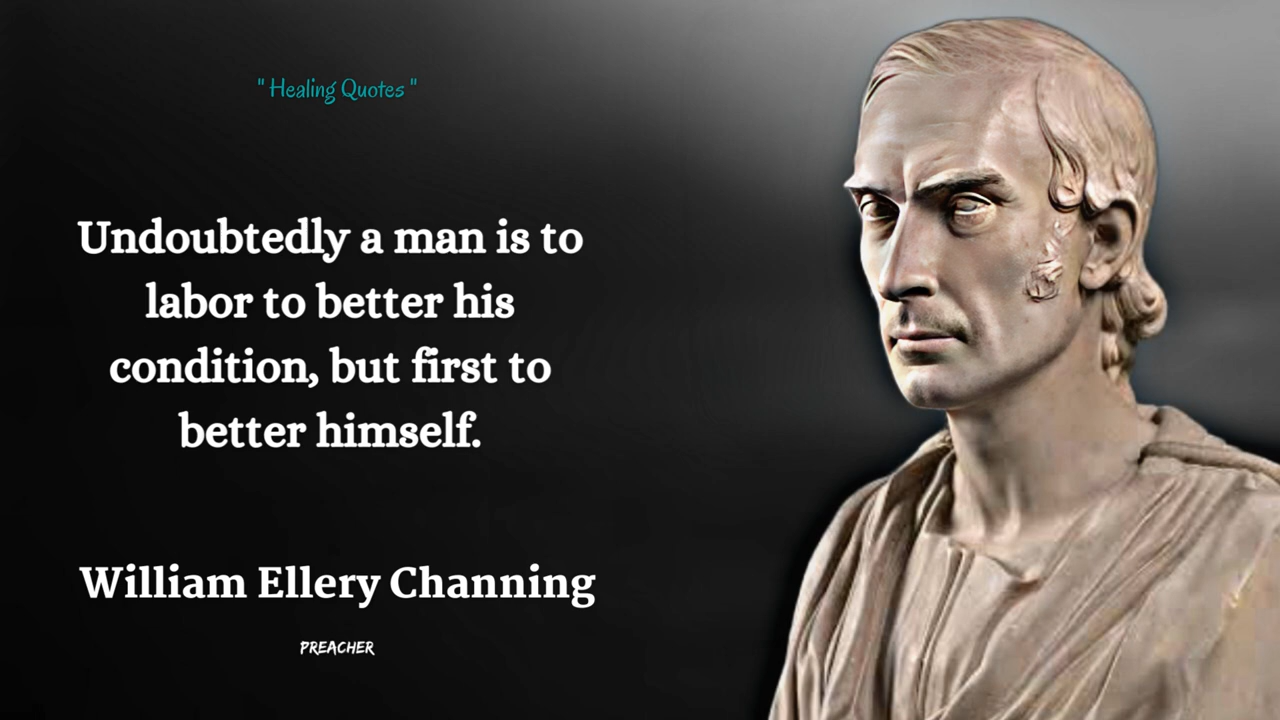 " Healing Quotes "
Undoubtedly a man is to
labor to better his
condition, but first to
better himself.
William Ellery Channing
PREACHER